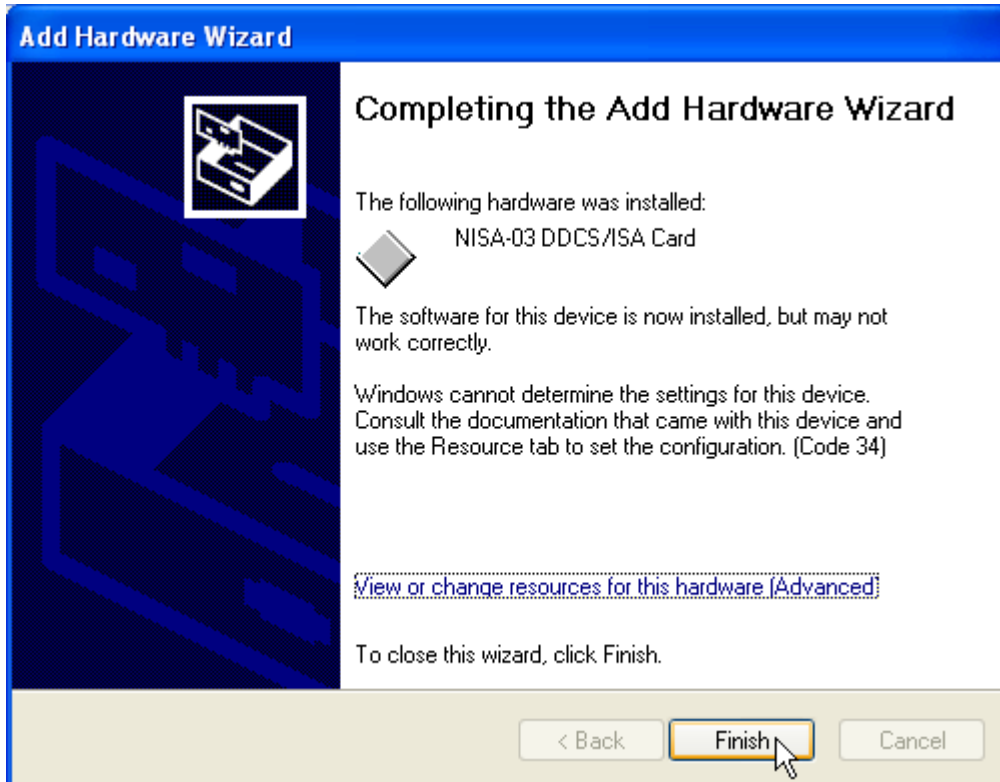 Add Hardware Wizard
Completing the Add Hardware Wizard
The following hardware was installed:
NISA-03 DDCS/ISA Card
The software for this device is now installed, but may not
work correctly.
Windows cannot determine the settings for this device.
Consult the documentation that came with this device and
use the Resource tab to set the configuration. (Code 34)
View or change resources for this hardware (Advanced)
To close this wizard, click Finish.
< Back
Finish
Cancel